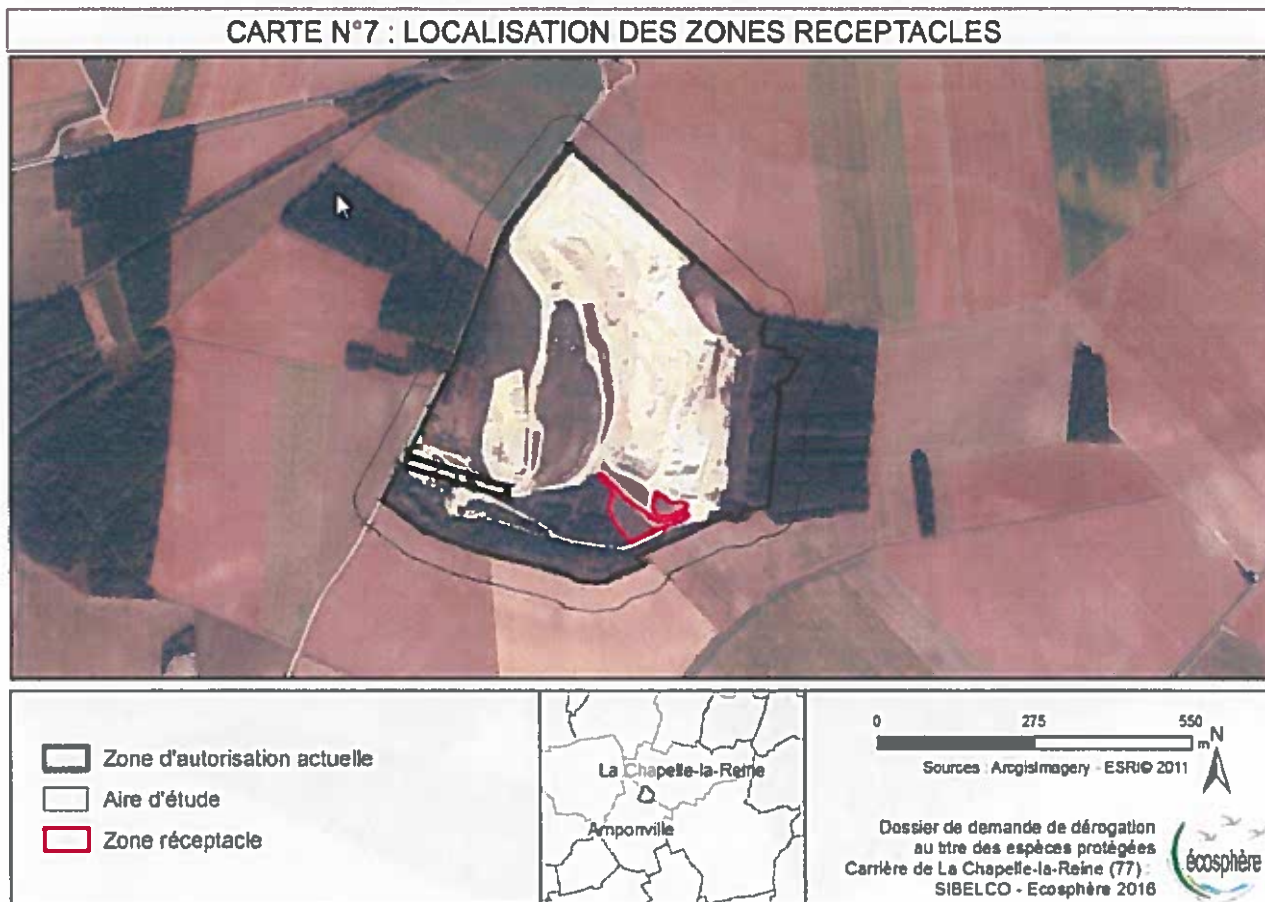 CARTE N°7 : LOCALISATION DES ZONES RECEPTACLES
Zone d'autorisation actuelle
Aire d'étude
Zone réceptacle
La Chapelle-la-Reine
Amponville
0 275 550
m
N
Sources : ArcgisImagery - ESRI© 2011
Dossier de demande de dérogation
au titre des espèces protégées
Carrière de La Chapelle-la-Reine (77) :
SIBELCO - Ecosphère 2016
écosphère